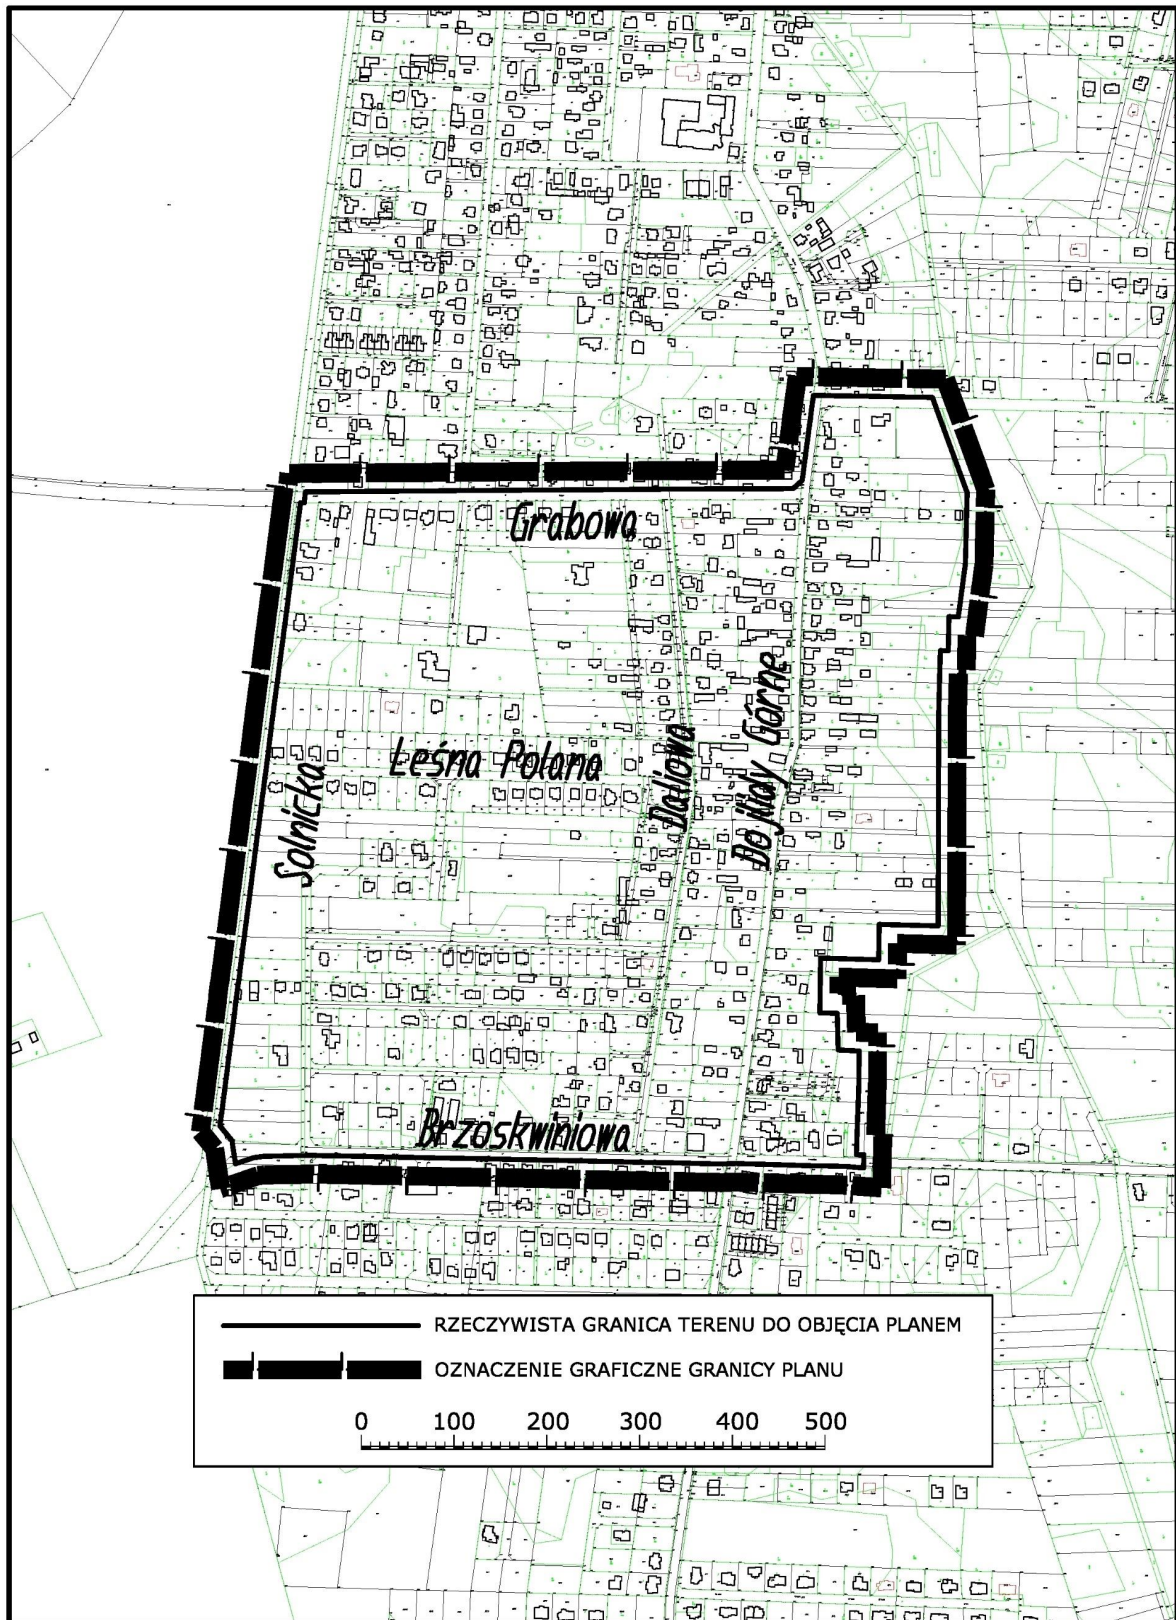 Grabowa
Leśna Polana
Solnicka
Daliowa
Dojlidy Górne
Brzoskwiniowa
RZECZYWISTA GRANICA TERENU DO OBJĘCIA PLANEM
OZNACZENIE GRAFICZNE GRANICY PLANU
0 100 200 300 400 500